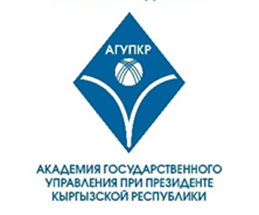 АГУПКР
АКАДЕМИЯ ГОСУДАРСТВЕННОГО
УПРАВЛЕНИЯ ПРИ ПРЕЗИДЕНТЕ
КЫРГЫЗСКОЙ РЕСПУБЛИКИ